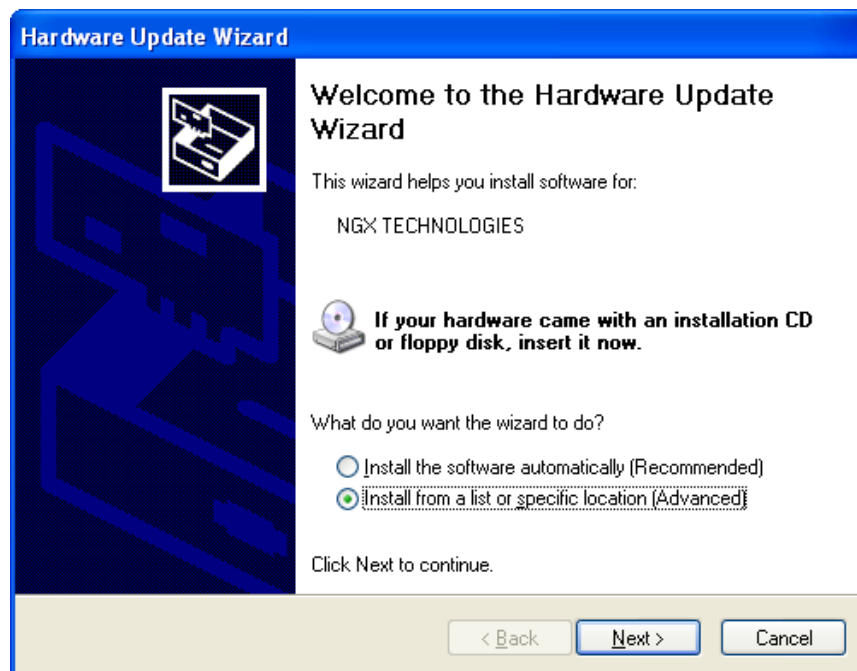 Hardware Update Wizard
Welcome to the Hardware Update
Wizard
This wizard helps you install software for:
NGX TECHNOLOGIES
If your hardware came with an installation CD
or floppy disk, insert it now.
What do you want the wizard to do?
Install the software automatically (Recommended)
Install from a list or specific location (Advanced)
Click Next to continue.
< Back Next > Cancel